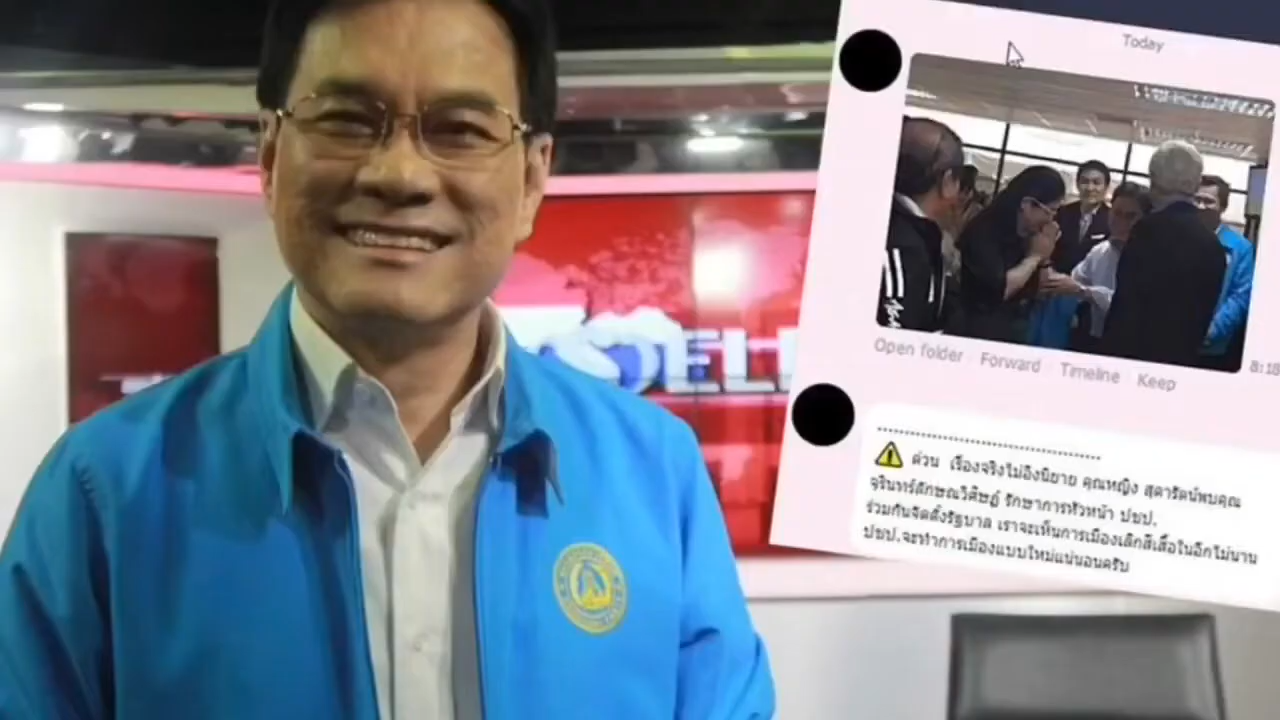 Today
Open folder Forward Timeline Keep
8:18
⚠ ด่วน เรื่องจริงไม่อิงนิยาย คุณหญิง สุดารัตน์พบคุณ
จุรินทร์ลักษณวิศิษฏ์ รักษาการหัวหน้า ปชป.
ร่วมกันจัดตั้งรัฐบาล เราจะเห็นการเมืองเลิกสีเสื้อในอีกไม่นาน
ปชป.จะทำการเมืองแบบใหม่แน่นอนครับ
ELE